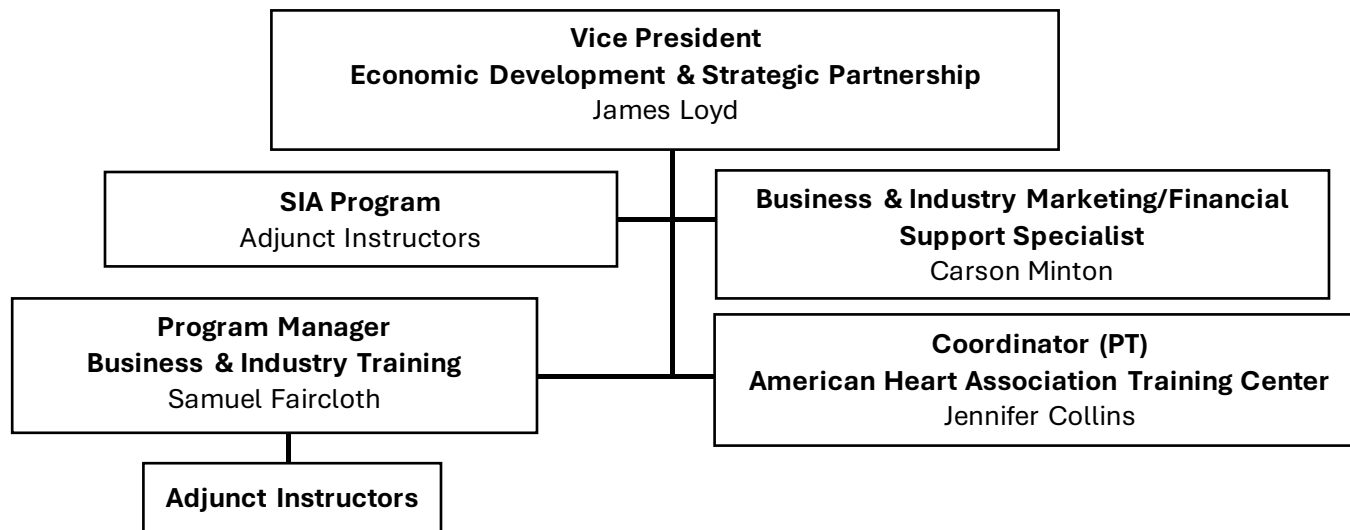 Vice President
Economic Development & Strategic Partnership
James Loyd
SIA Program
Adjunct Instructors
Business & Industry Marketing/Financial
Support Specialist
Carson Minton
Program Manager
Business & Industry Training
Samuel Faircloth
Coordinator (PT)
American Heart Association Training Center
Jennifer Collins
Adjunct Instructors